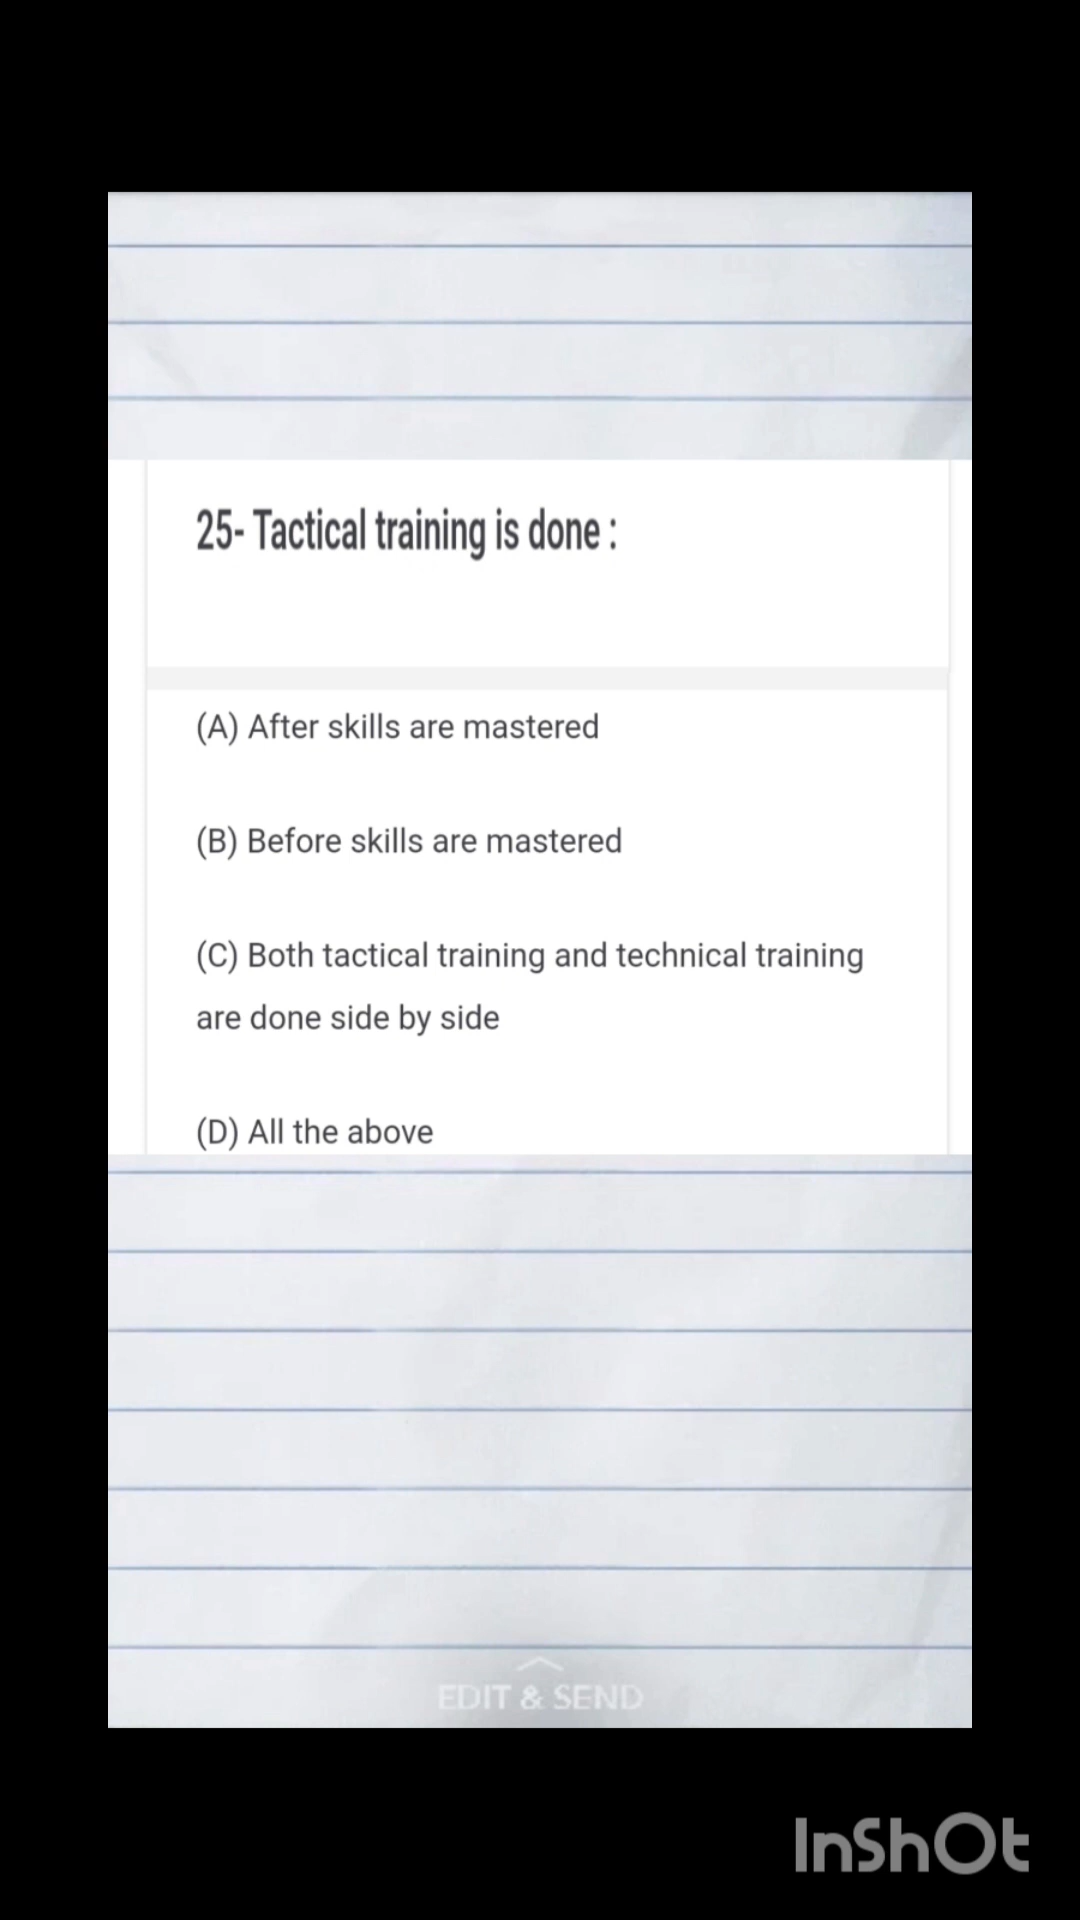 25- Tactical training is done :
(A) After skills are mastered
(B) Before skills are mastered
(C) Both tactical training and technical training
are done side by side
(D) All the above
EDIT & SEND
InShOt